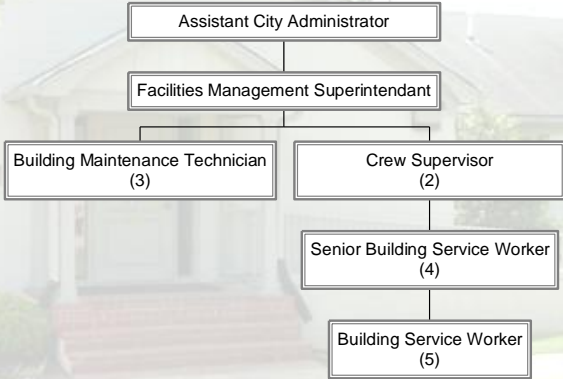 Assistant City Administrator
Facilities Management Superintendant
Building Maintenance Technician
(3)
Crew Supervisor
(2)
Senior Building Service Worker
(4)
Building Service Worker
(5)